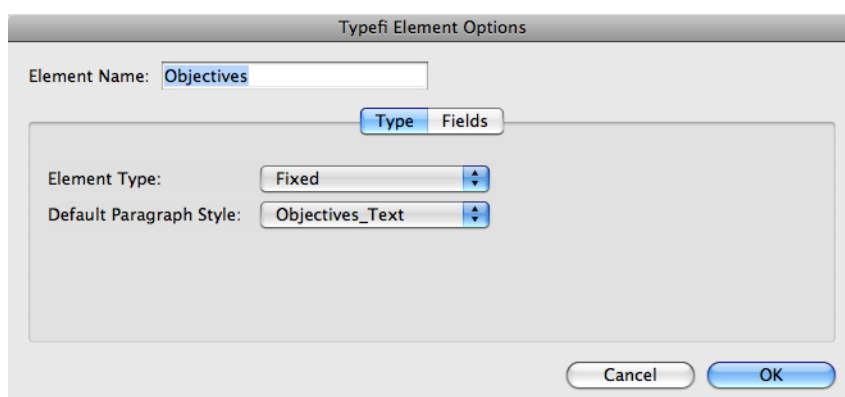 Typefi Element Options
Element Name: Objectives
Type Fields
Element Type: Fixed
Default Paragraph Style: Objectives_Text
Cancel OK